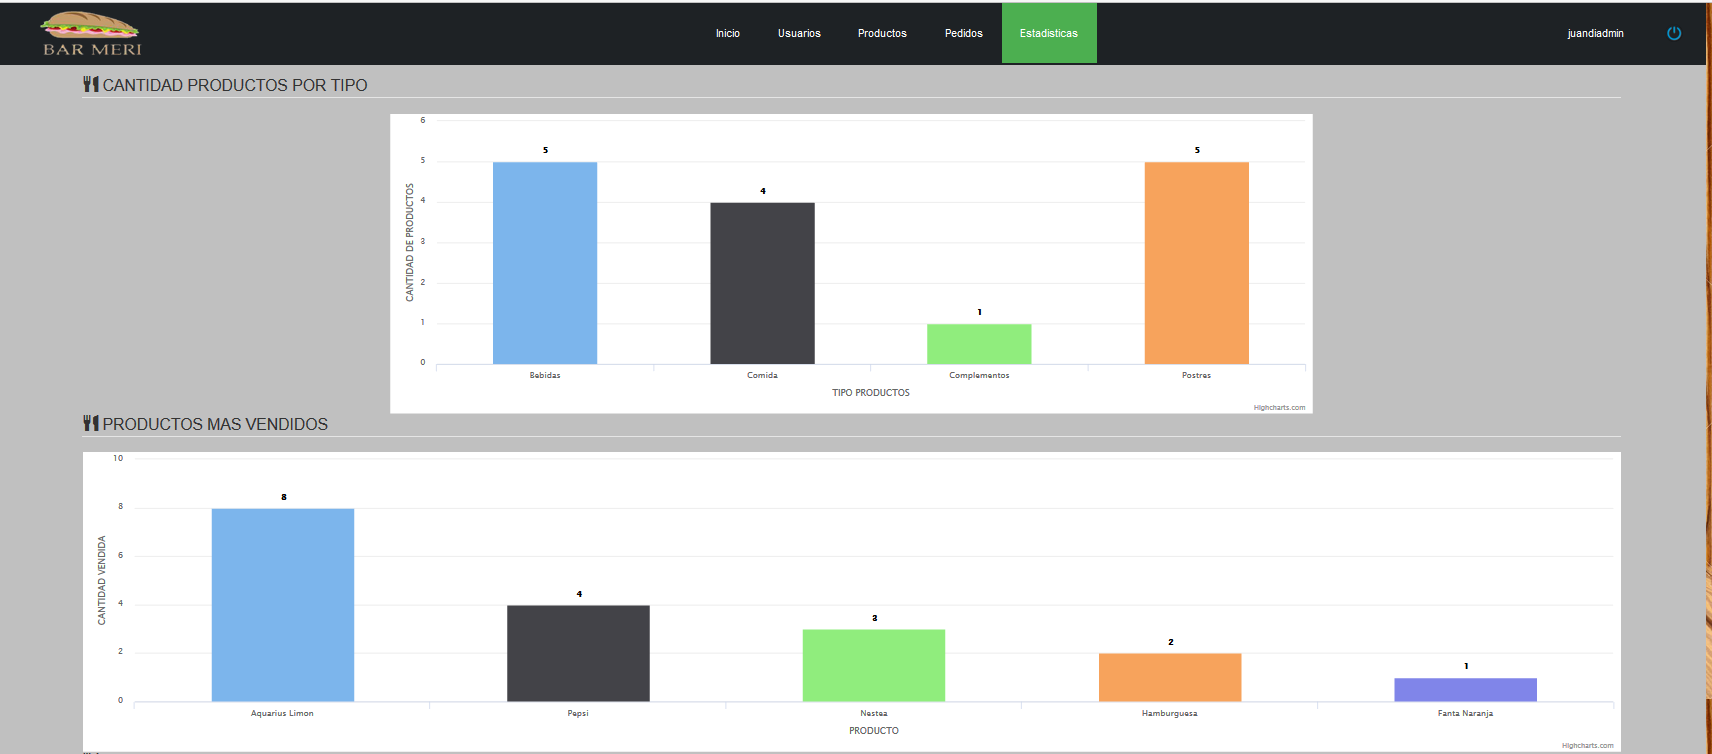 BAR MERI
Inicio Usuarios Productos Pedidos Estadisticas juandiadmin
CANTIDAD PRODUCTOS POR TIPO
CANTIDAD DE PRODUCTOS
6
5
4
3
2
1
0
5 4 1 5
Bebidas Comida Complementos Postres
TIPO PRODUCTOS
Highcharts.com
PRODUCTOS MAS VENDIDOS
CANTIDAD VENDIDA
10
8
6
4
2
0
8 4 3 2 1
Aquarius Limon Pepsi Nestea Hamburguesa Fanta Naranja
PRODUCTO
Highcharts.com